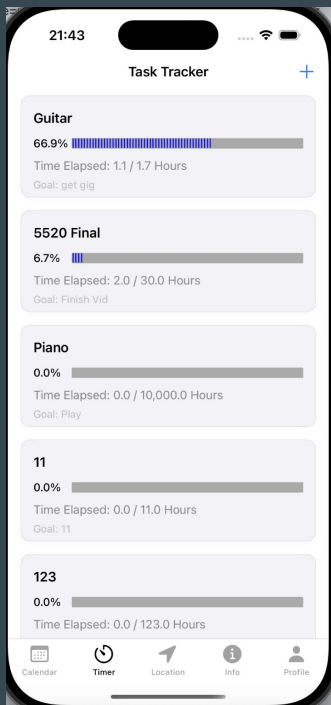 21:43
Task Tracker
Guitar
66.9%
Time Elapsed: 1.1 / 1.7 Hours
Goal: get gig
5520 Final
6.7%
Time Elapsed: 2.0 / 30.0 Hours
Goal: Finish Vid
Piano
0.0%
Time Elapsed: 0.0 / 10,000.0 Hours
Goal: Play
11
0.0%
Time Elapsed: 0.0 / 11.0 Hours
Goal: 11
123
0.0%
Time Elapsed: 0.0 / 123.0 Hours
Calendar Timer Location Info Profile